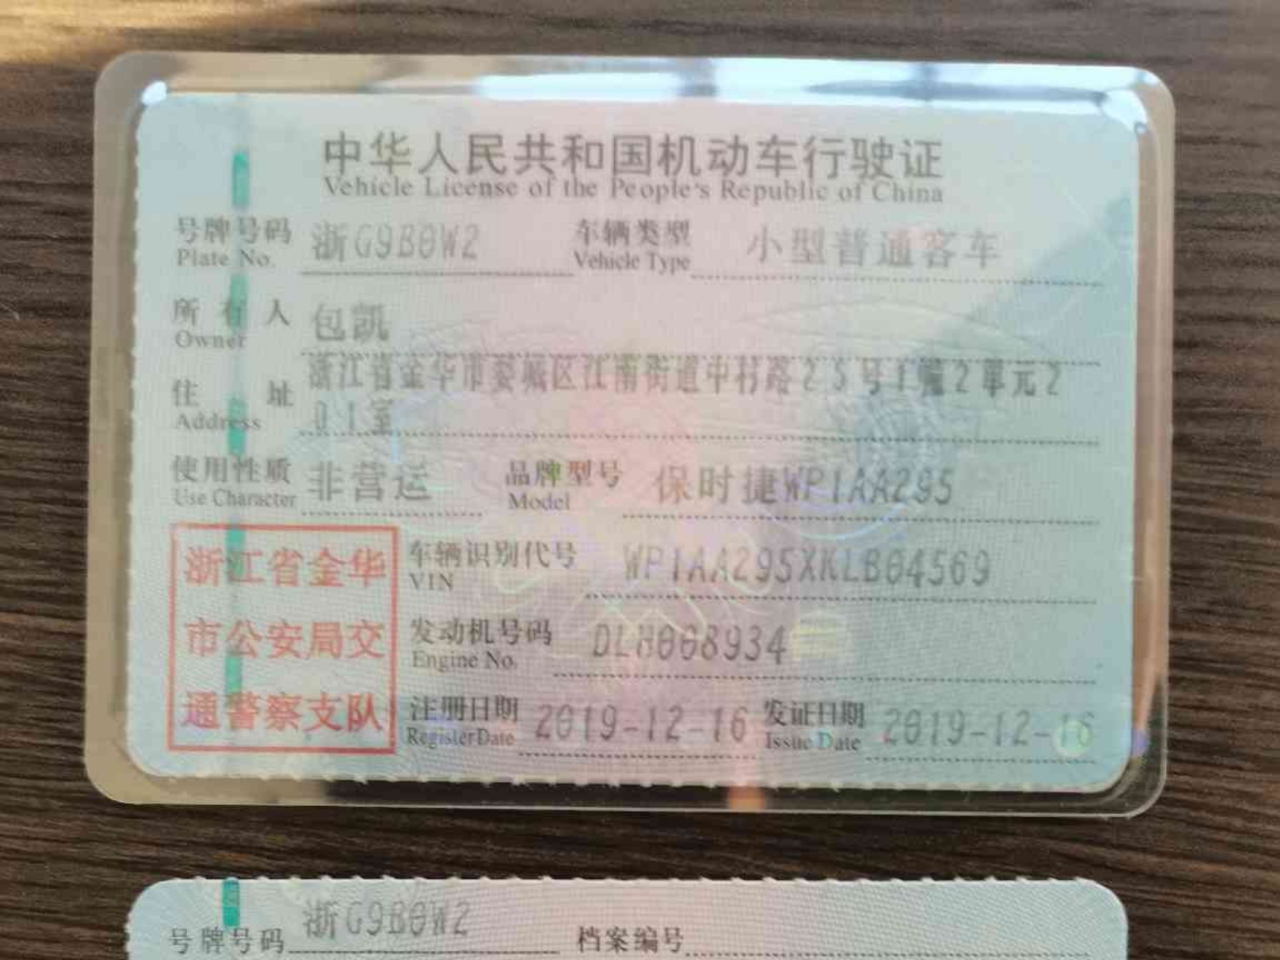 中华人民共和国机动车行驶证
Vehicle License of the People's Republic of China
号牌号码 浙G9B0W2 车辆类型 小型普通客车
Plate No. Vehicle Type
所有人 包凯
Owner
住址 浙江省金华市婺城区江南街道中村路25号1幢2单元2
Address 01室
使用性质 非营运 品牌型号 保时捷WP1AA295
Use Character Model
浙江省金华
市公安局交
通警察支队
车辆识别代号 WP1AA295XKLB04569
VIN
发动机号码 DLH008934
Engine No.
注册日期 2019-12-16 发证日期 2019-12-16
Register Date Issue Date
号牌号码 浙G9B0W2 档案编号